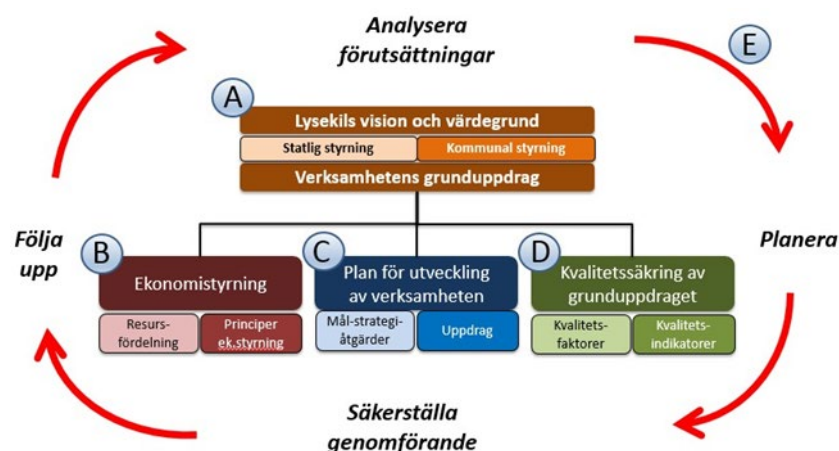 Analysera
förutsättningar
E
A
Lysekils vision och värdegrund
Statlig styrning
Kommunal styrning
Verksamhetens grunduppdrag
Följa
upp
Planera
B
Ekonomistyrning
Resurs-
fördelning
Principer
ek.styrning
C
Plan för utveckling
av verksamheten
Mål-strategi-
åtgärder
Uppdrag
D
Kvalitetssäkring av
grunduppdraget
Kvalitets-
faktorer
Kvalitets-
indikatorer
Säkerställa
genomförande